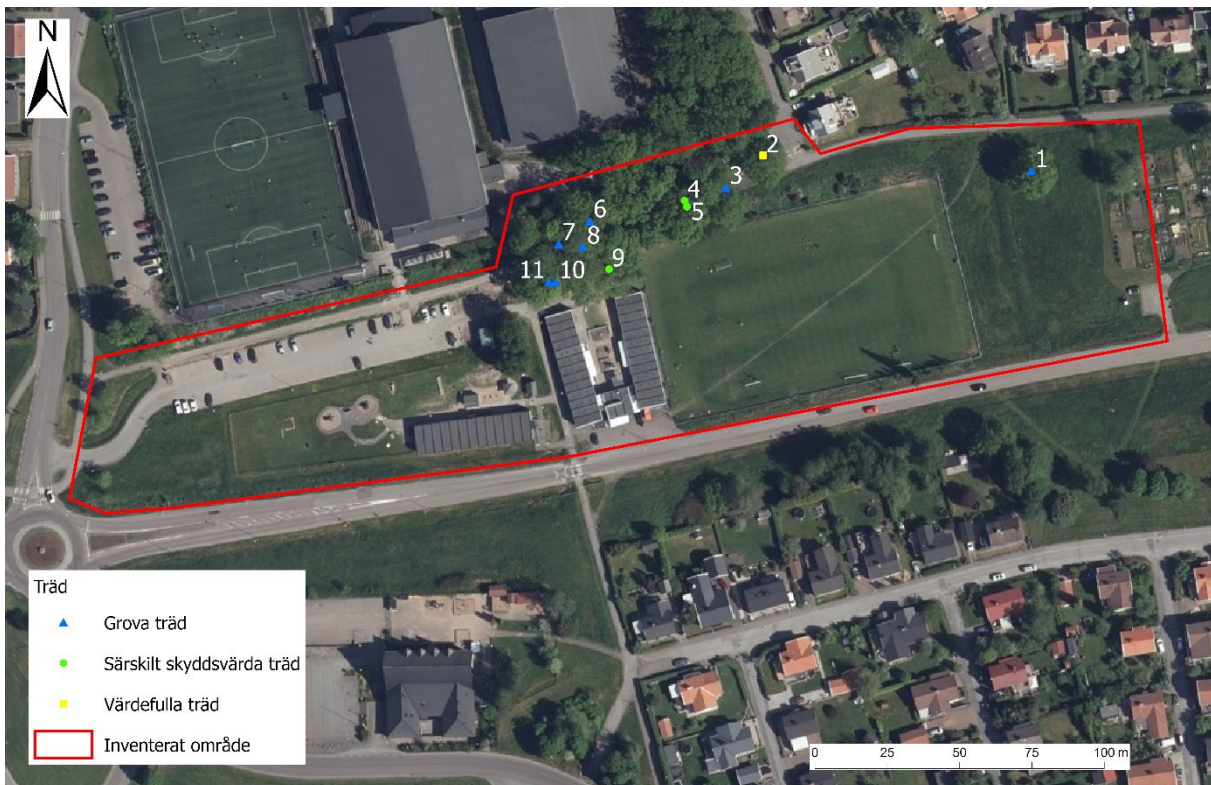 N
2
1
3
4
5
6
7
8
9
11 10
Träd
Grova träd
Särskilt skyddsvärda träd
Värdefulla träd
Inventerat område
0 25 50 75 100 m